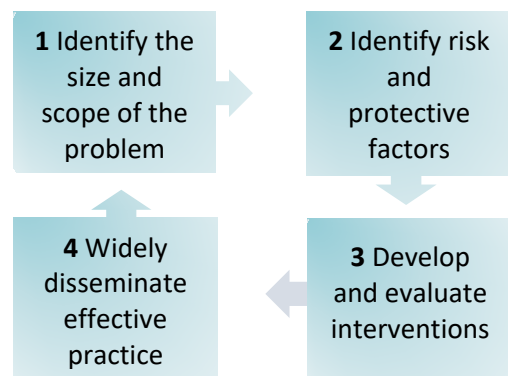 1 Identify the
size and
scope of the
problem
2 Identify risk
and
protective
factors
3 Develop
and evaluate
interventions
4 Widely
disseminate
effective
practice